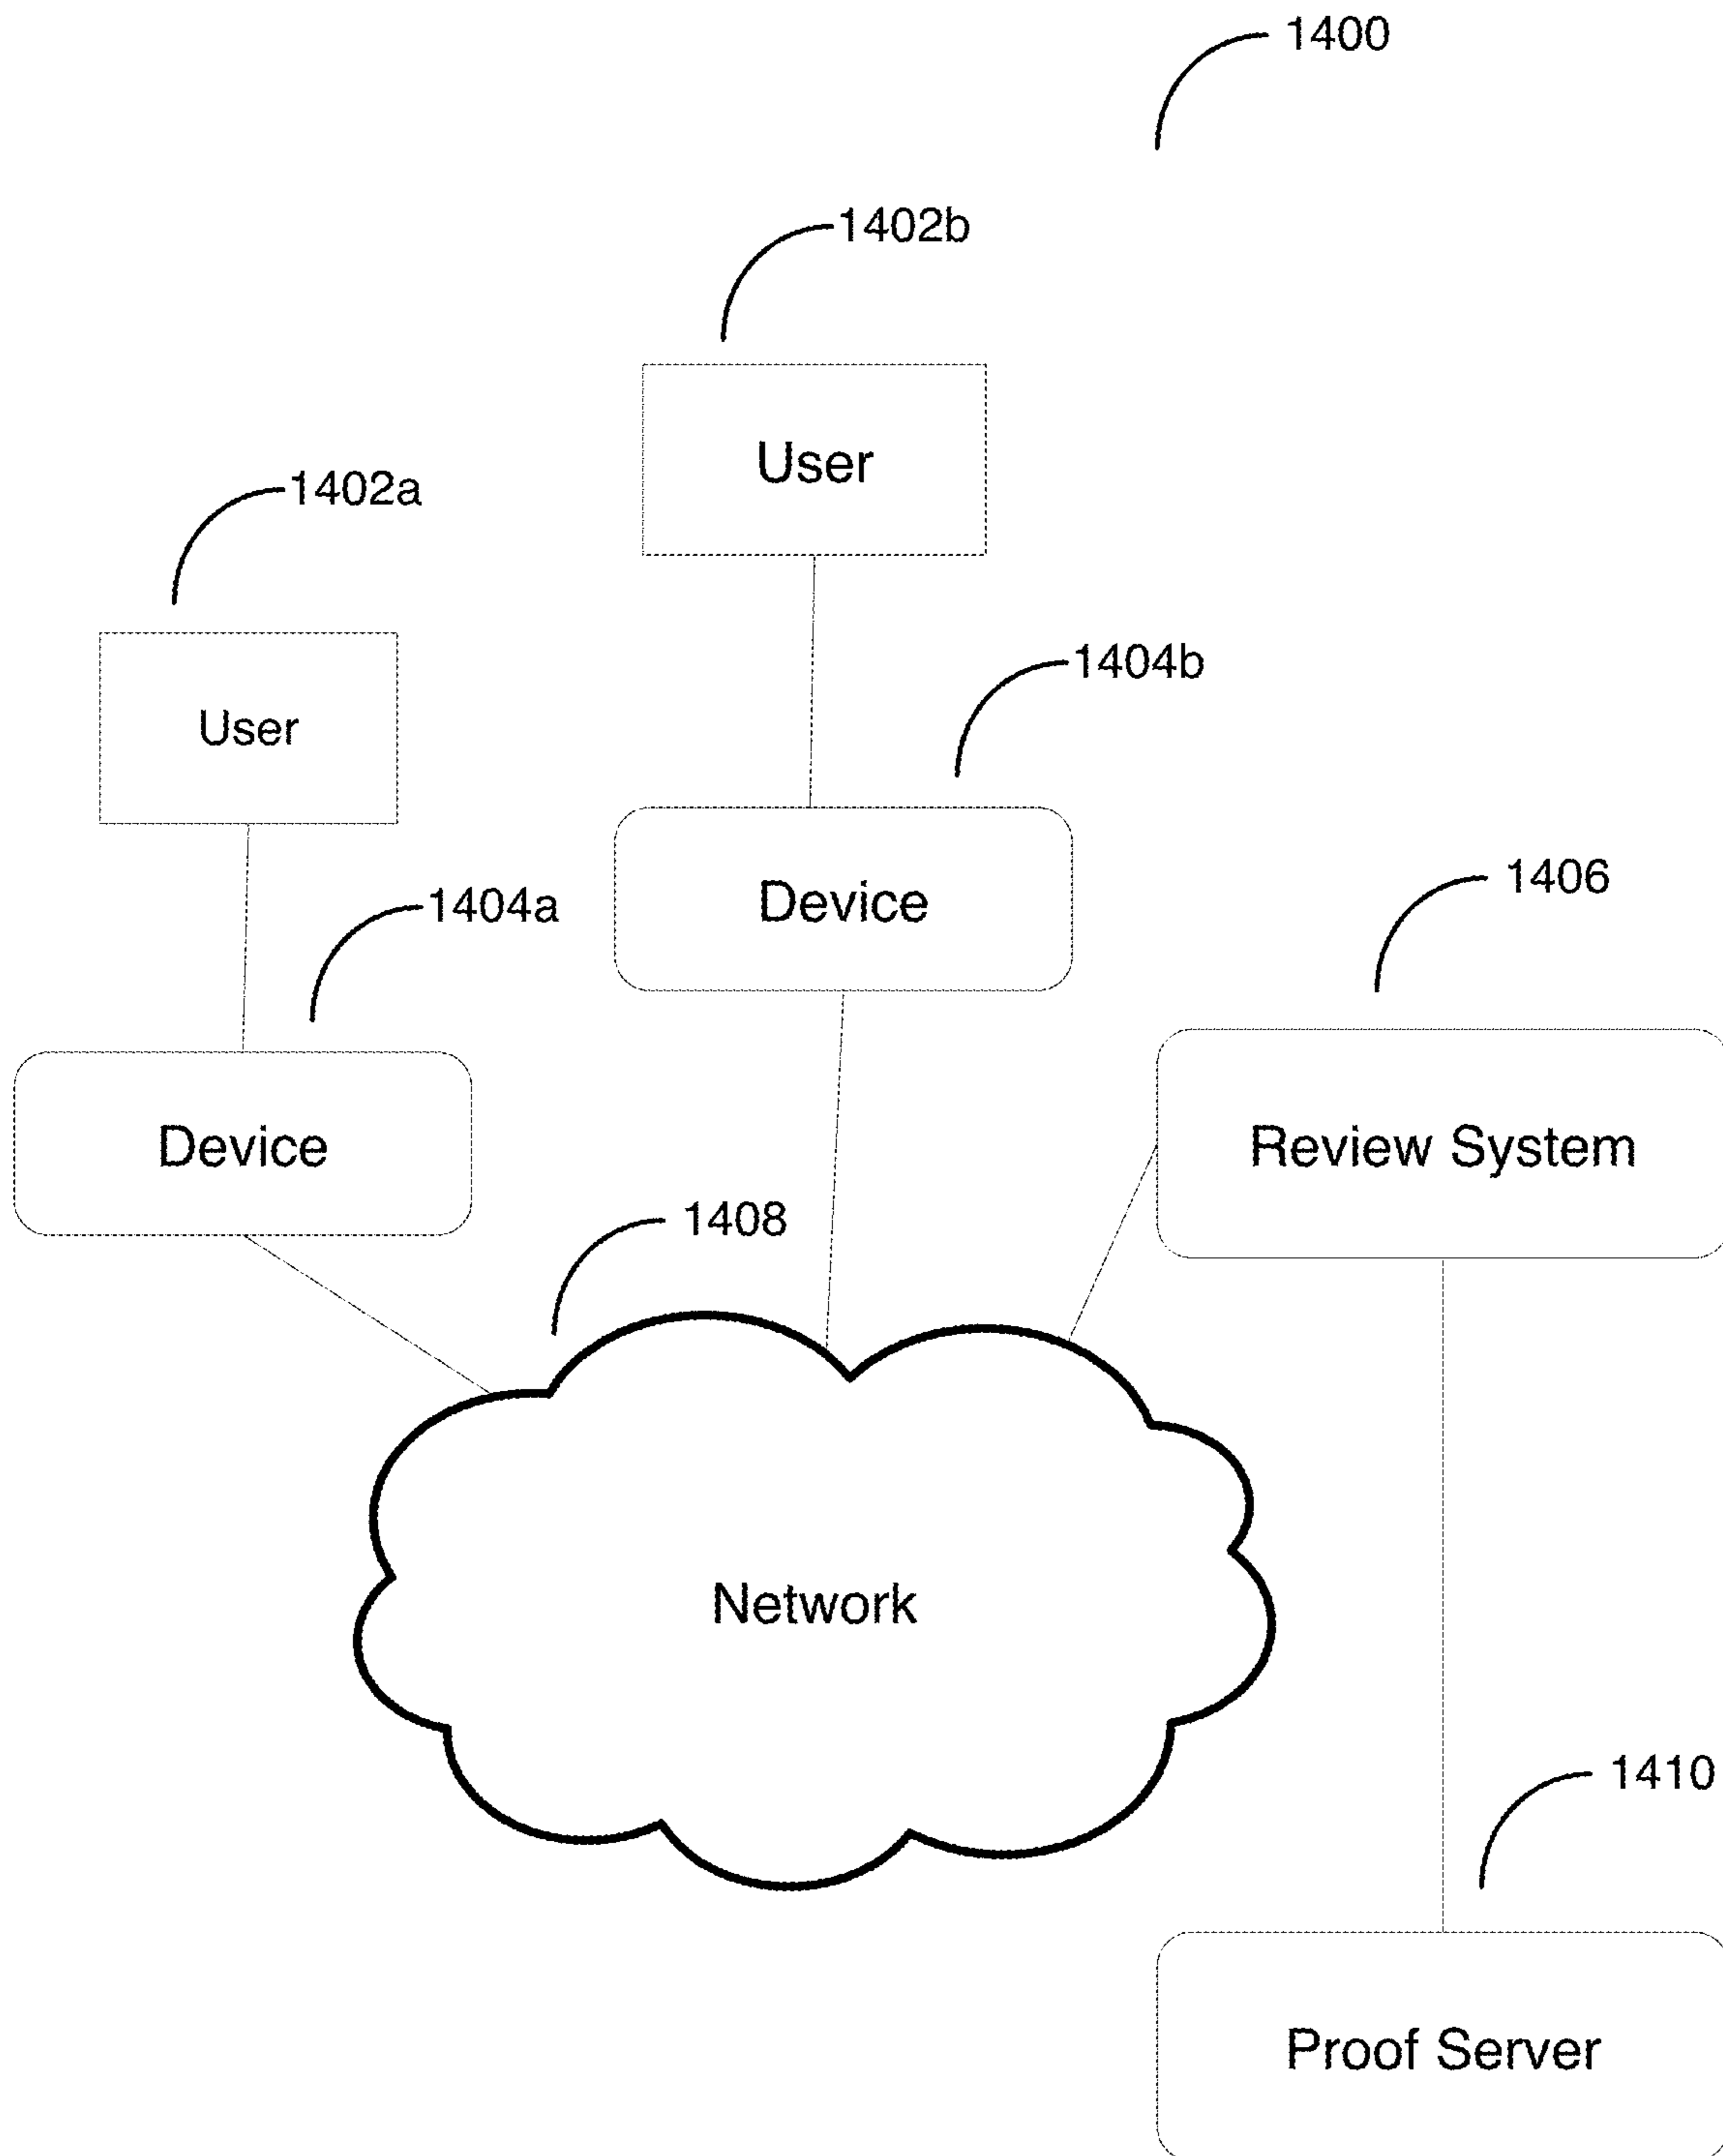 1400
1402b
User
1402a
User
1404b
Device
1406
1404a
Device
Review System
1408
Network
1410
Proof Server